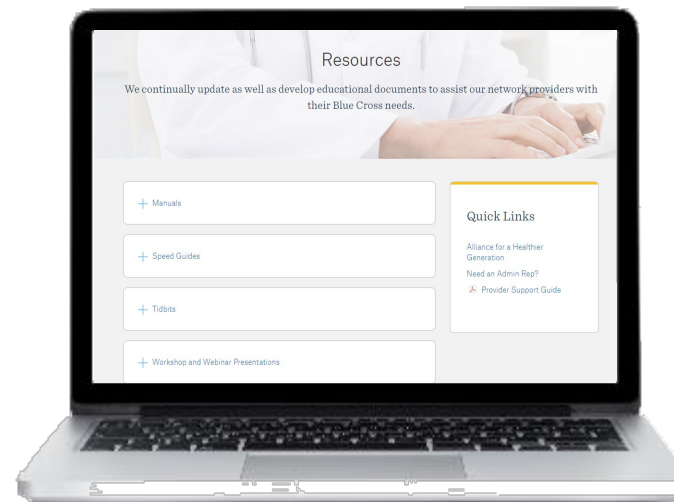 Resources
We continually update as well as develop educational documents to assist our network providers with
their Blue Cross needs.
Manuals
Speed Guides
Tidbits
Workshop and Webinar Presentations
Quick Links
Alliance for a Healthier
Generation
Need an Admin Rep?
Provider Support Guide